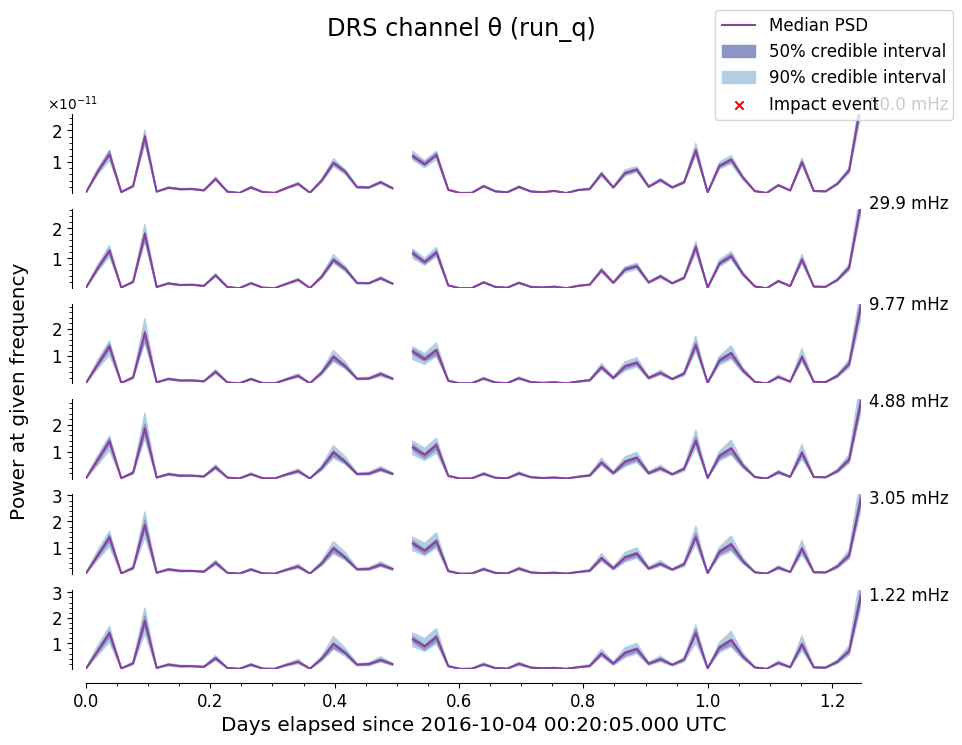 DRS channel θ (run_q)
Median PSD
50% credible interval
90% credible interval
Impact event
×10⁻¹¹
2
1
29.9 mHz
2
1
9.77 mHz
2
1
4.88 mHz
2
1
3.05 mHz
3
2
1
1.22 mHz
3
2
1
Power at given frequency
0.0 0.2 0.4 0.6 0.8 1.0 1.2
Days elapsed since 2016-10-04 00:20:05.000 UTC